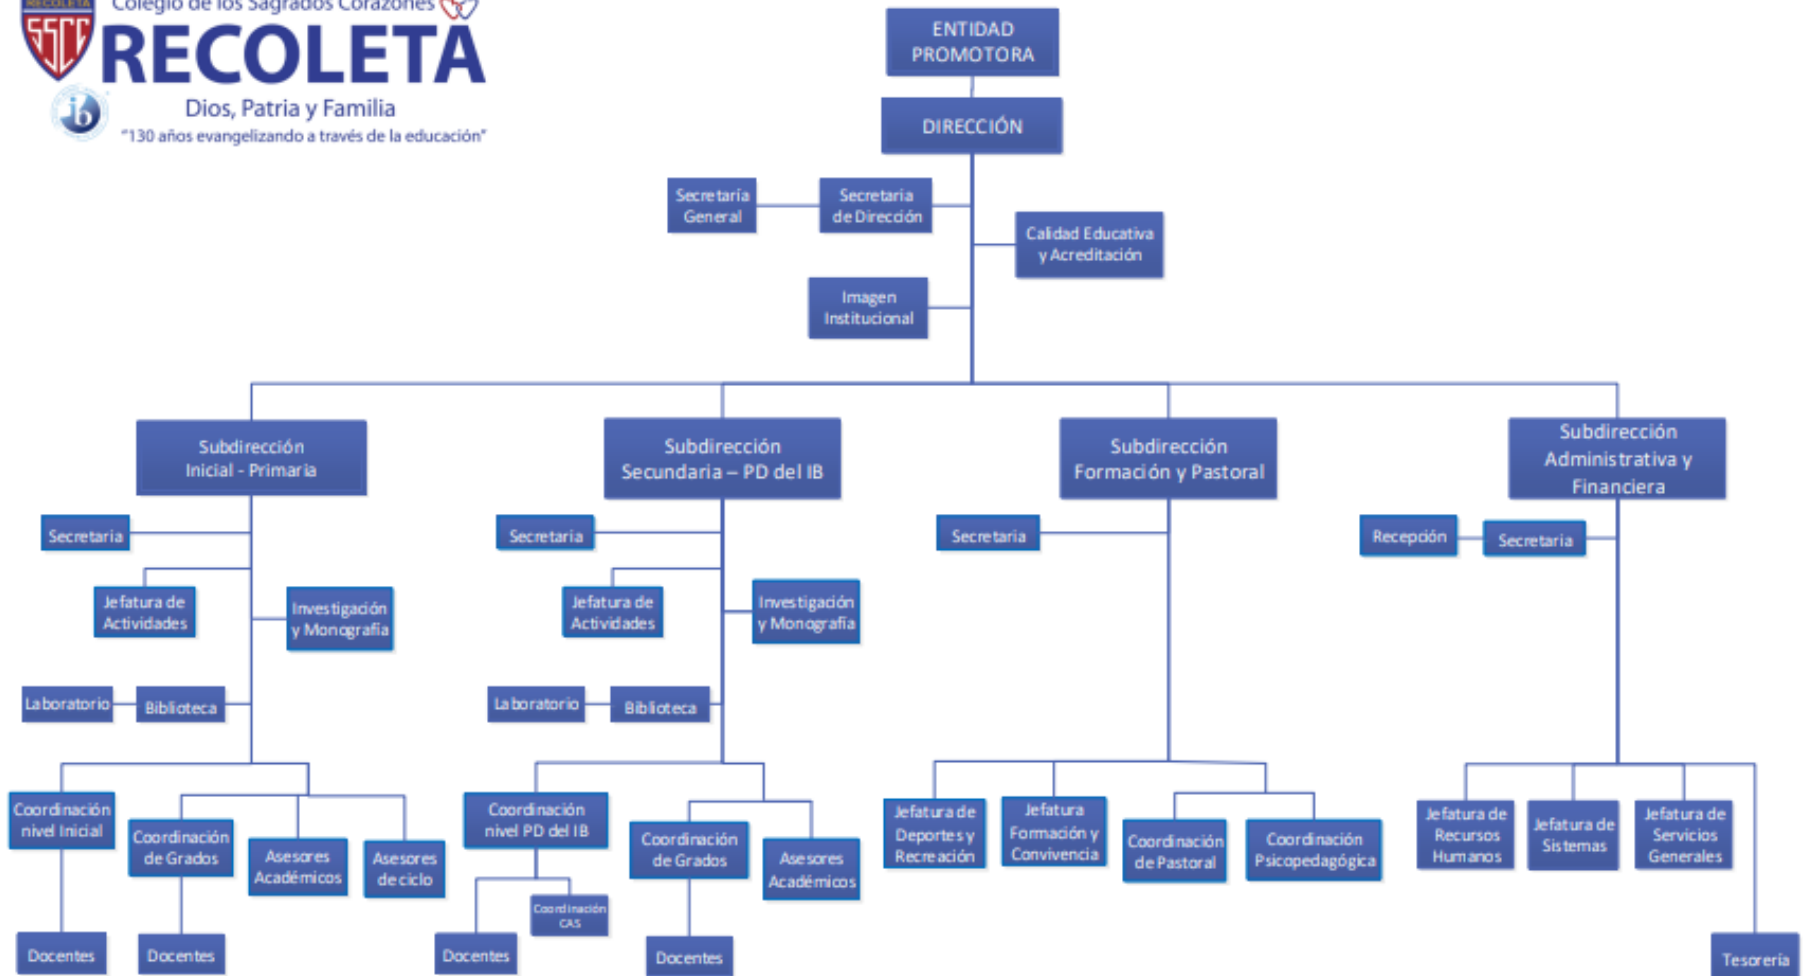 RECOLETA
SSCC
Colegio de los Sagrados Corazones
RECOLETA
ib
Dios, Patria y Familia
"130 años evangelizando a través de la educación"
ENTIDAD
PROMOTORA
DIRECCIÓN
Secretaría
General
Secretaria
de Dirección
Calidad Educativa
y Acreditación
Imagen
Institucional
Subdirección
Inicial - Primaria
Subdirección
Secundaria – PD del IB
Subdirección
Formación y Pastoral
Subdirección
Administrativa y
Financiera
Secretaria
Secretaria
Secretaria
Recepción
Secretaria
Jefatura de
Actividades
Investigación
y Monografía
Jefatura de
Actividades
Investigación
y Monografía
Laboratorio
Biblioteca
Laboratorio
Biblioteca
Coordinación
nivel Inicial
Coordinación
de Grados
Asesores
Académicos
Asesores
de ciclo
Coordinación
nivel PD del IB
Coordinación
de Grados
Asesores
Académicos
Jefatura de
Deportes y
Recreación
Jefatura
Formación y
Convivencia
Coordinación
de Pastoral
Coordinación
Psicopedagógica
Jefatura de
Recursos
Humanos
Jefatura de
Sistemas
Jefatura de
Servicios
Generales
Coordinación
CAS
Docentes
Docentes
Docentes
Docentes
Tesorería